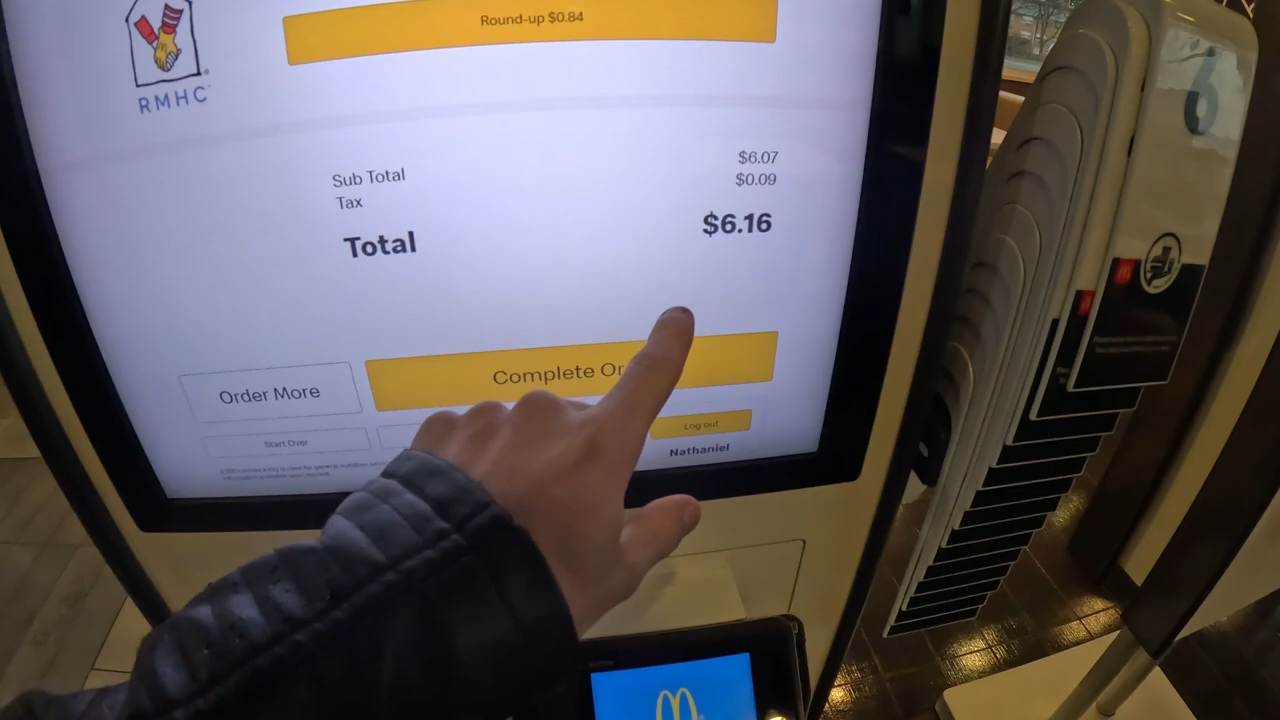 Round-up $0.84
RMHC
Sub Total $6.07
Tax $0.09
Total $6.16
Order More
Complete Or
Start Over
Log out
Nathaniel
6